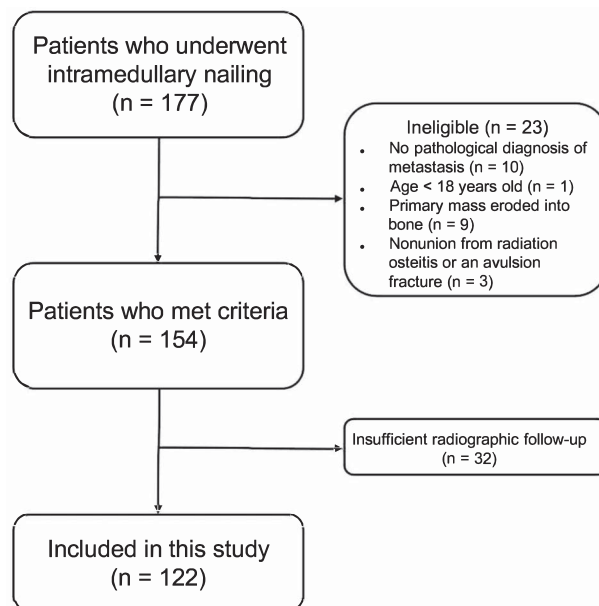 Patients who underwent
intramedullary nailing
(n = 177)
Ineligible (n = 23)
• No pathological diagnosis of
metastasis (n = 10)
• Age < 18 years old (n = 1)
• Primary mass eroded into
bone (n = 9)
• Nonunion from radiation
osteitis or an avulsion
fracture (n = 3)
Patients who met criteria
(n = 154)
Insufficient radiographic follow-up
(n = 32)
Included in this study
(n = 122)